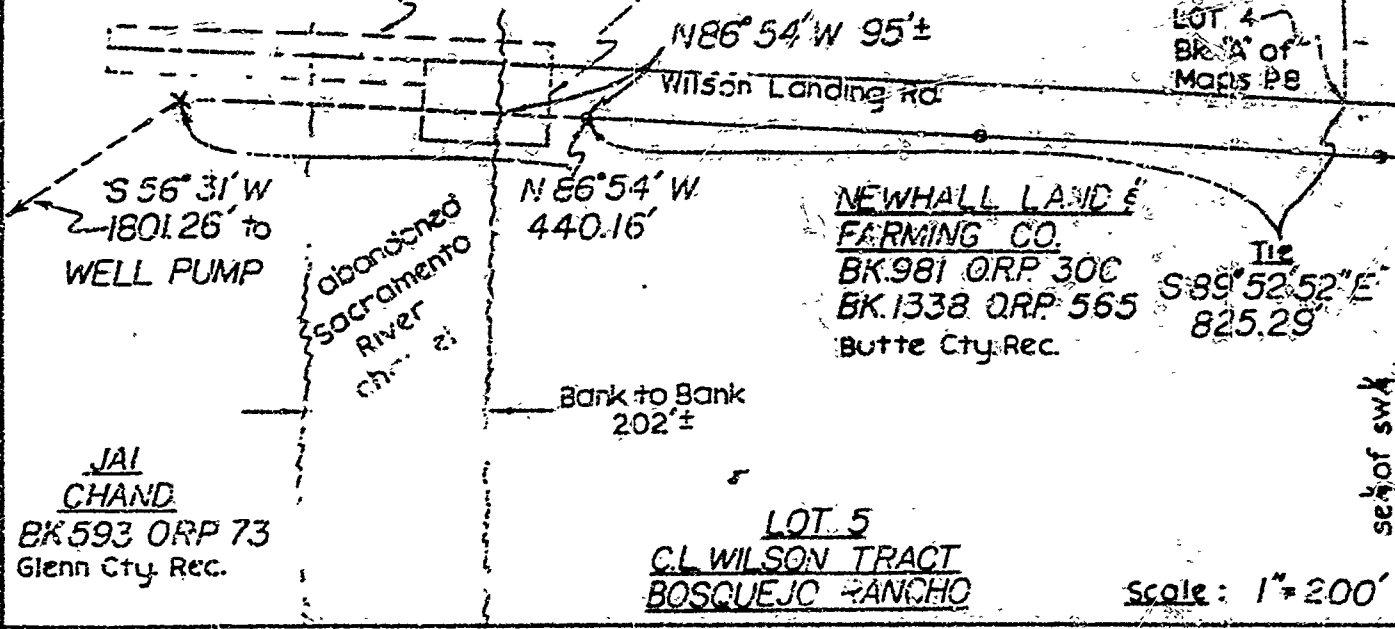 N86°54'W 95'±
LOT 4
Bk."A" of
Maps P8
Wilson Landing Rd.
S 56°31' W
1801.26' to
WELL PUMP
N 86°54' W.
440.16'
NEWHALL LAND &
FARMING CO.
BK.981 O.R.P. 300
BK.1338 O.R.P. 565
Butte Cty. Rec.
Tie
S 89°52'52" E
825.29'
abandoned
Sacramento
River
Bank to Bank
202'±
JAI
CHAND
BK 593 ORP 73
Glenn Cty. Rec.
LOT 5
C.L. WILSON TRACT
BOSQUEJO RANCHO
Scale: 1"=200'
se¼ of sw¼